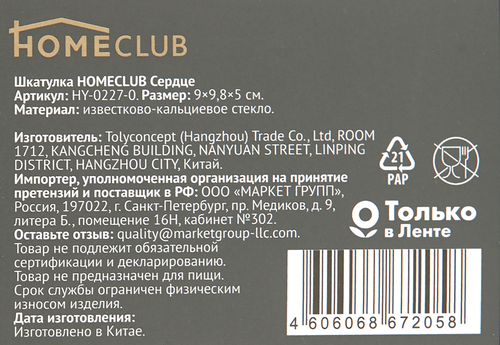 HOMECLUB
Шкатулка HOMECLUB Сердце
Артикул: HY-0227-0. Размер: 9×9,8×5 см.
Материал: известково-кальциевое стекло.
Изготовитель: Tolyconcept (Hangzhou) Trade Co., Ltd, ROOM
1712, KANGCHENG BUILDING, NANYUAN STREET, LINPING
DISTRICT, HANGZHOU CITY, Китай.
Импортер, уполномоченная организация на принятие
претензий и поставщик в РФ: ООО «МАРКЕТ ГРУПП»,
Россия, 197022, г. Санкт-Петербург, пр. Медиков, д. 9,
литера Б., помещение 16Н, кабинет №302.
Оставьте отзыв: quality@marketgroup-llc.com.
Товар не подлежит обязательной
сертификации и декларированию.
Товар не предназначен для пищи.
Срок службы ограничен физическим
износом изделия.
Дата изготовления:
Изготовлено в Китае.
21
PAP
Только
в Ленте
4 606068 672058